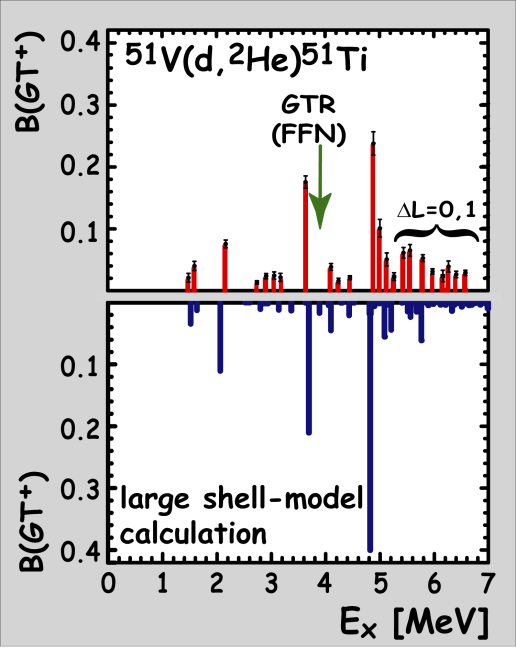 ⁵¹V(d,²He)⁵¹Ti
B(GT⁺)
0.4
0.3
0.2
0.1
GTR
(FFN)
ΔL=0,1
0.1
0.2
0.3
0.4
B(GT⁺)
large shell-model
calculation
0 1 2 3 4 5 6 7
Eₓ [MeV]